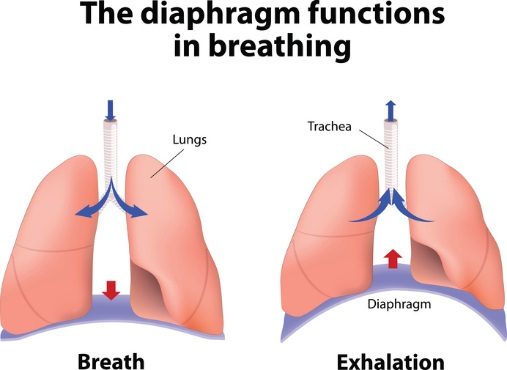 The diaphragm functions
in breathing
Lungs
Trachea
Diaphragm
Breath
Exhalation